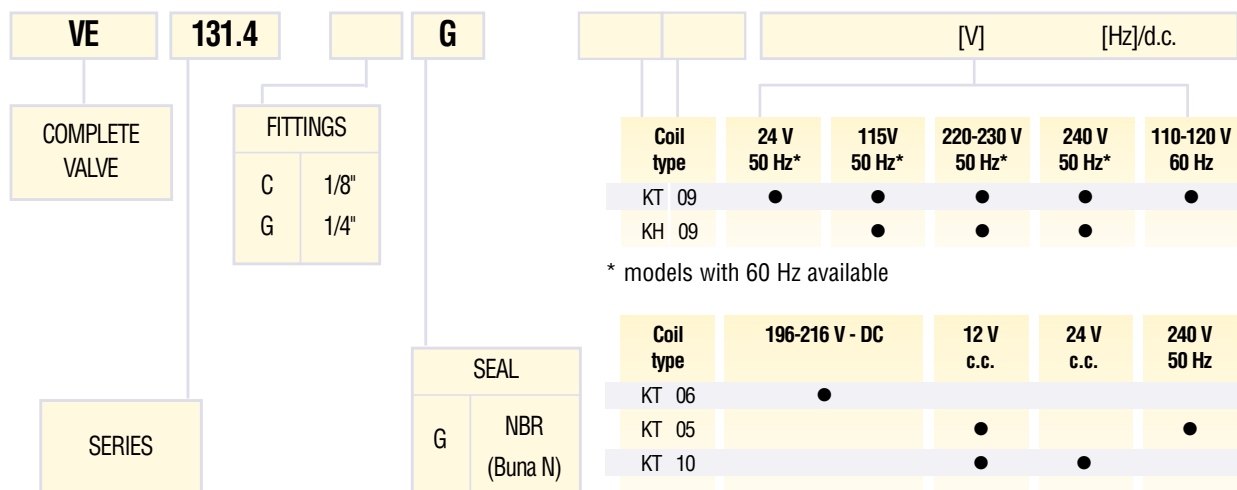 VE 131.4 G [V] [Hz]/d.c.
COMPLETE
VALVE
FITTINGS
C 1/8"
G 1/4"
SERIES
SEAL
G NBR
(Buna N)
Coil type 24 V 50 Hz* 115V 50 Hz* 220-230 V 50 Hz* 240 V 50 Hz* 110-120 V 60 Hz
KT 09 ● ● ● ● ●
KH 09 ● ● ●
* models with 60 Hz available
Coil type 196-216 V - DC 12 V c.c. 24 V c.c. 240 V 50 Hz
KT 06 ●
KT 05 ● ●
KT 10 ● ●